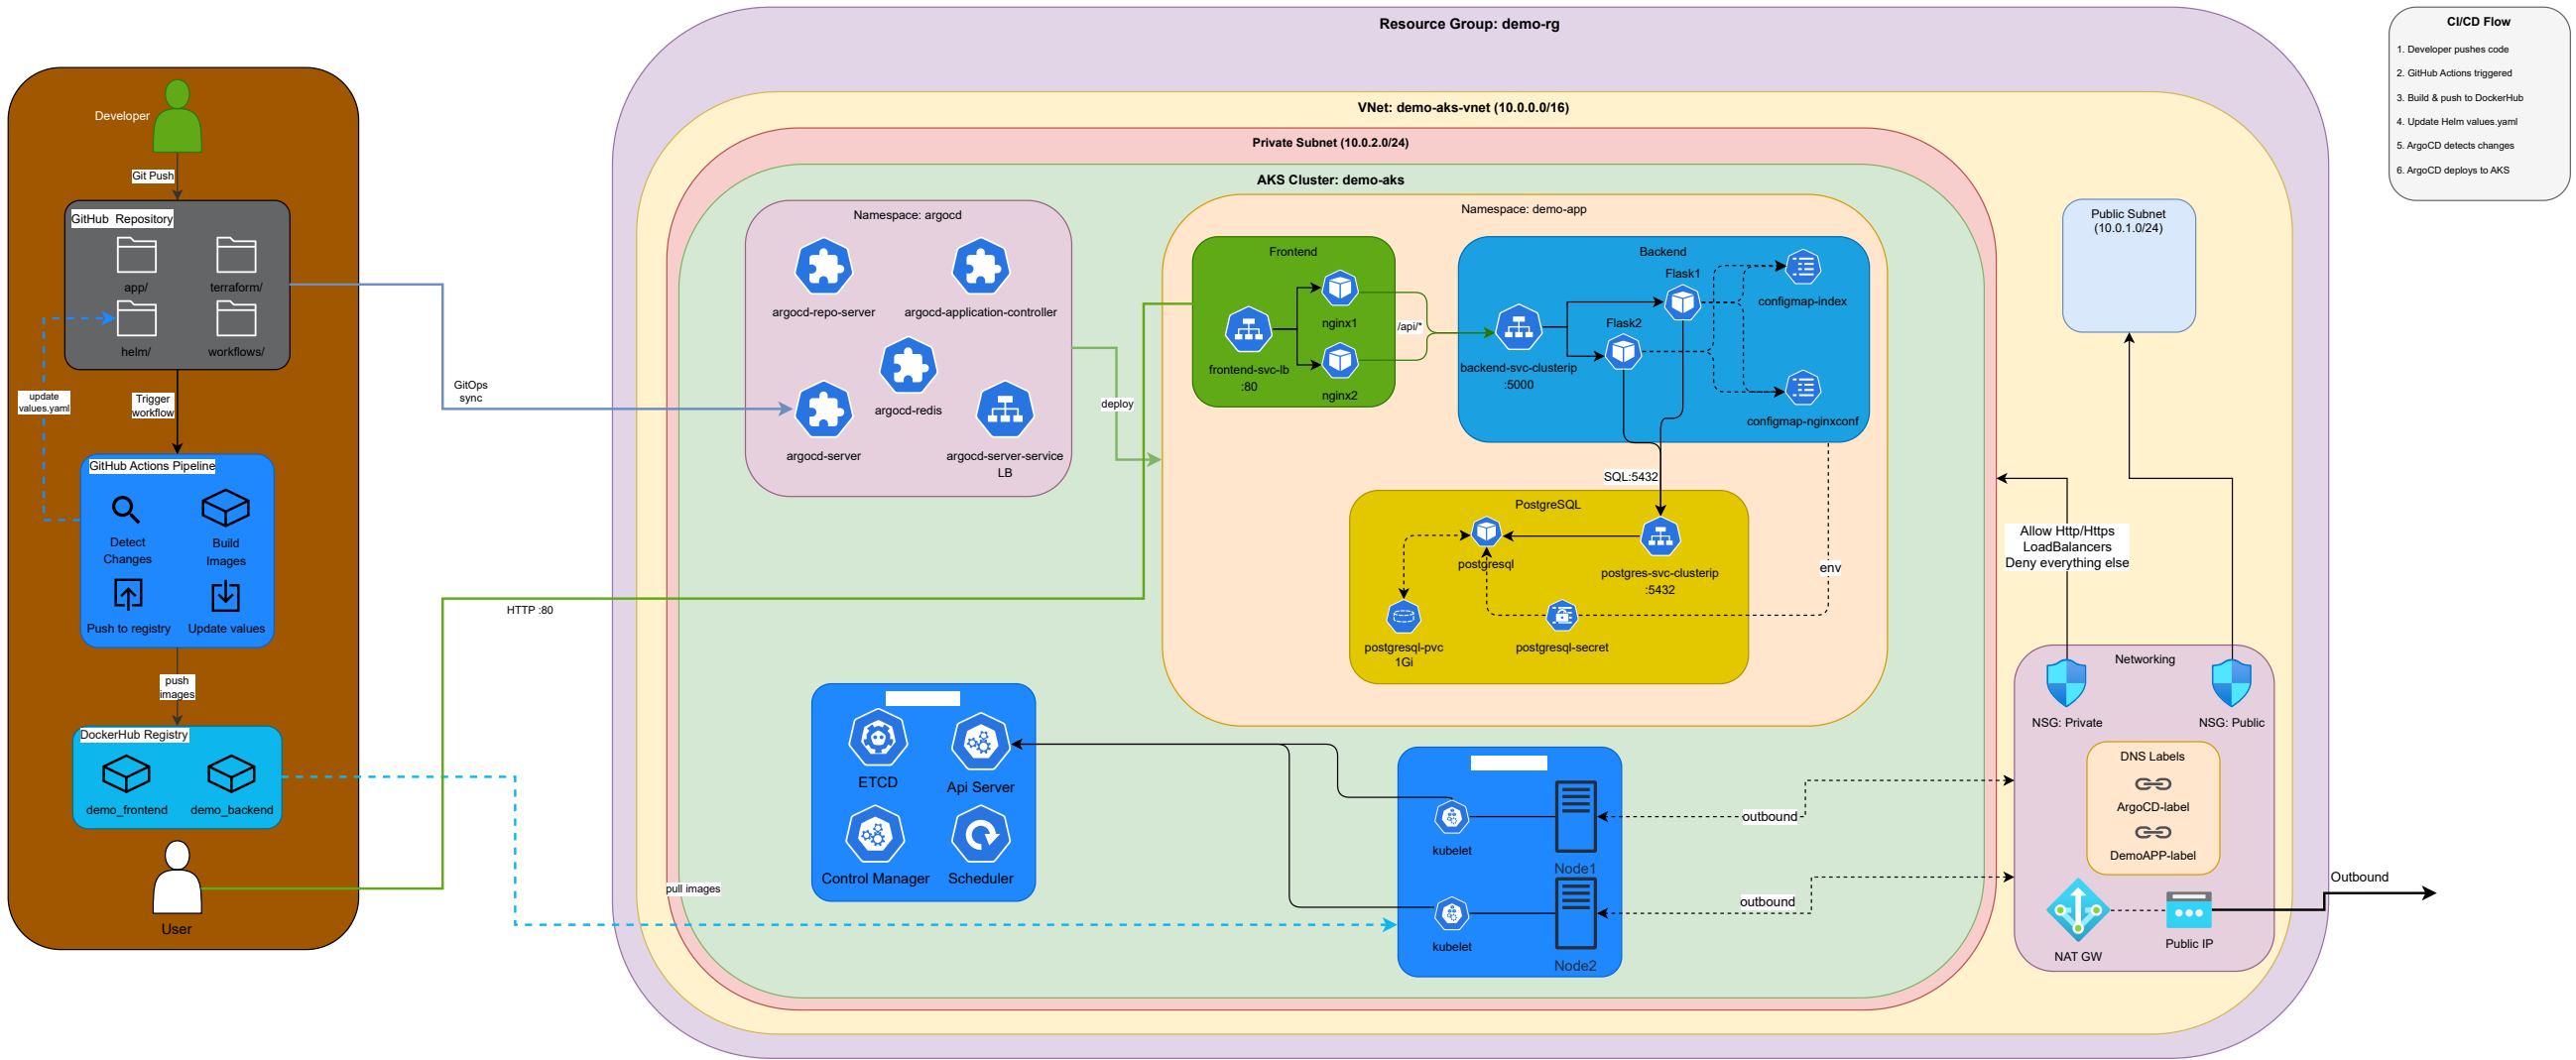 Resource Group: demo-rg
CI/CD Flow
1. Developer pushes code
2. GitHub Actions triggered
3. Build & push to DockerHub
4. Update Helm values.yaml
5. ArgoCD detects changes
6. ArgoCD deploys to AKS
Developer
Git Push
GitHub Repository
app/
terraform/
helm/
workflows/
update
values.yaml
Trigger
workflow
GitHub Actions Pipeline
Detect
Changes
Build
Images
Push to registry
Update values
push
images
DockerHub Registry
demo_frontend
demo_backend
User
GitOps
sync
HTTP :80
pull images
VNet: demo-aks-vnet (10.0.0.0/16)
Private Subnet (10.0.2.0/24)
AKS Cluster: demo-aks
Namespace: argocd
argocd-repo-server
argocd-application-controller
argocd-redis
argocd-server
argocd-server-service
LB
deploy
Namespace: demo-app
Frontend
frontend-svc-lb
:80
nginx1
nginx2
/api/*
Backend
backend-svc-clusterip
:5000
Flask1
Flask2
configmap-index
configmap-nginxconf
SQL:5432
env
PostgreSQL
postgresql
postgres-svc-clusterip
:5432
postgresql-pvc
1Gi
postgresql-secret
ETCD
Api Server
Control Manager
Scheduler
kubelet
Node1
kubelet
Node2
outbound
outbound
Public Subnet
(10.0.1.0/24)
Allow Http/Https
LoadBalancers
Deny everything else
Networking
NSG: Private
NSG: Public
DNS Labels
ArgoCD-label
DemoAPP-label
NAT GW
Public IP
Outbound